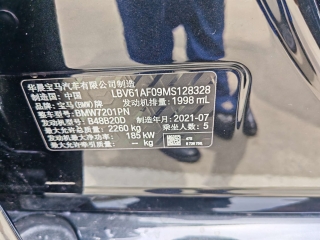 华晨宝马汽车有限公司制造
制造国：中国 LBV61AF09MS128328
品牌：宝马(BMW)牌 发动机排量：1998 mL
整车型号：BMW7201PN
发动机型号：B48B20D 制造年月：2021-07
最大允许总质量：2260 kg 乘坐人数：5
发动机最大净功率：185 kW
最大允许牵引质量：— kg